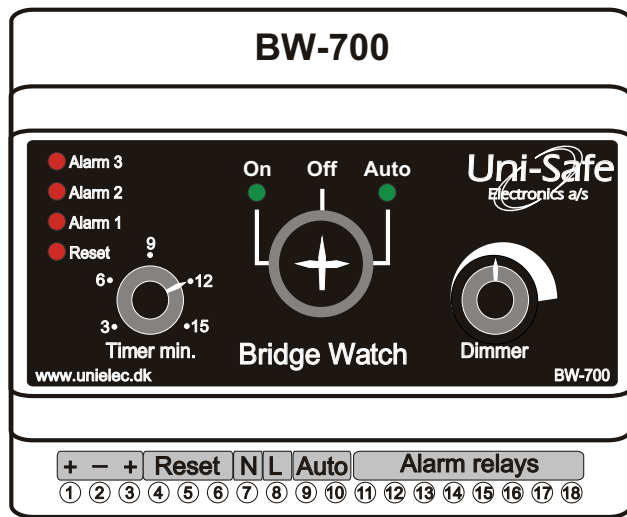 BW-700
Alarm 3
Alarm 2
Alarm 1
Reset
On Off Auto
Uni-Safe
Electronics a/s
9
6 12
3 15
Timer min.
Bridge Watch
Dimmer
www.unielec.dk
BW-700
+ − + Reset N L Auto Alarm relays
1 2 3 4 5 6 7 8 9 10 11 12 13 14 15 16 17 18